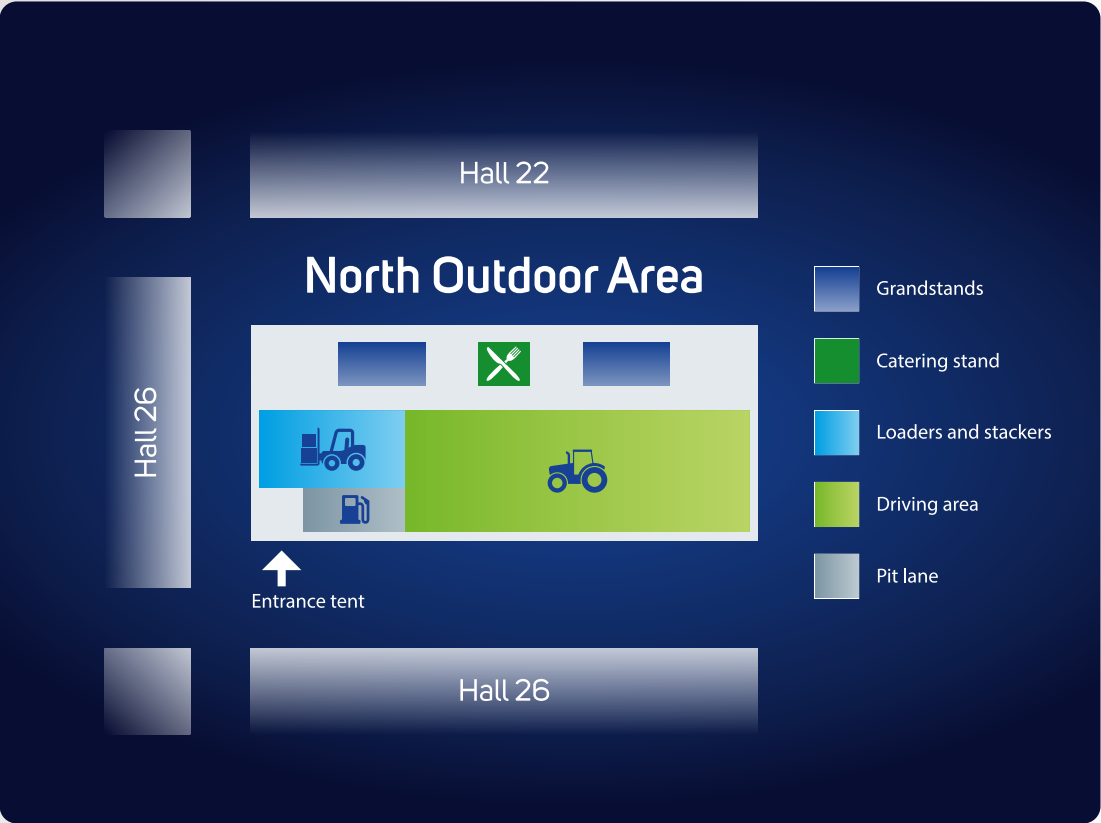 Hall 22
North Outdoor Area
Hall 26
Grandstands
Catering stand
Loaders and stackers
Driving area
Pit lane
Entrance tent
Hall 26